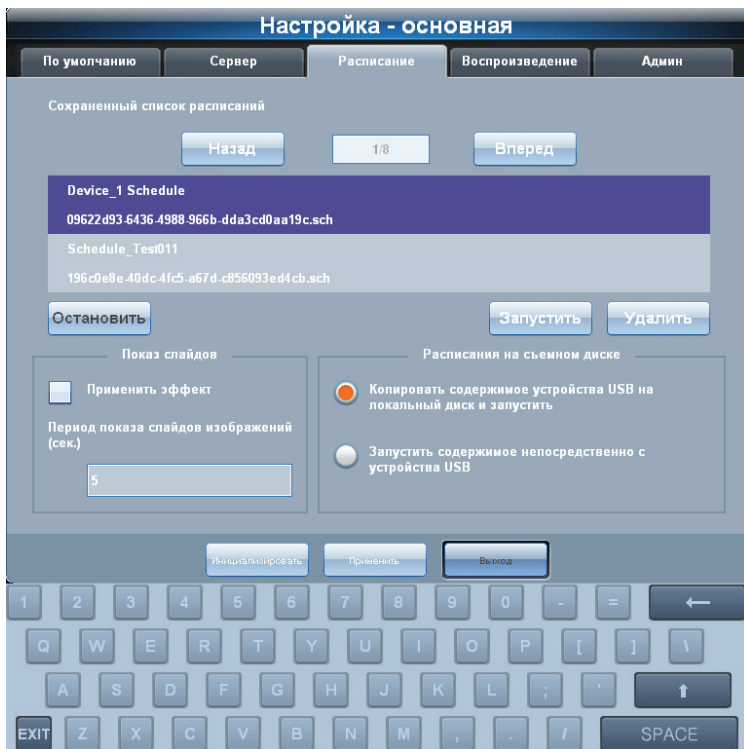 Настройка - основная
По умолчанию
Сервер
Расписание
Воспроизведение
Админ
Сохраненный список расписаний
Назад
1/8
Вперед
Device_1 Schedule
09622d93-6436-4988-966b-dda3cd0aa19c.sch
Schedule_Test011
196c0e8e-40dc-4fc5-a67d-c856093ed4cb.sch
Остановить
Запустить
Удалить
Показ слайдов
Применить эффект
Период показа слайдов изображений
(сек.)
5
Расписания на съемном диске
Копировать содержимое устройства USB на
локальный диск и запустить
Запустить содержимое непосредственно с
устройства USB
Инициализировать
Применить
Выход
1 2 3 4 5 6 7 8 9 0 - = ←
Q W E R T Y U I O P [ ] \
A S D F G H J K L ; ' ↑
EXIT Z X C V B N M , . / SPACE